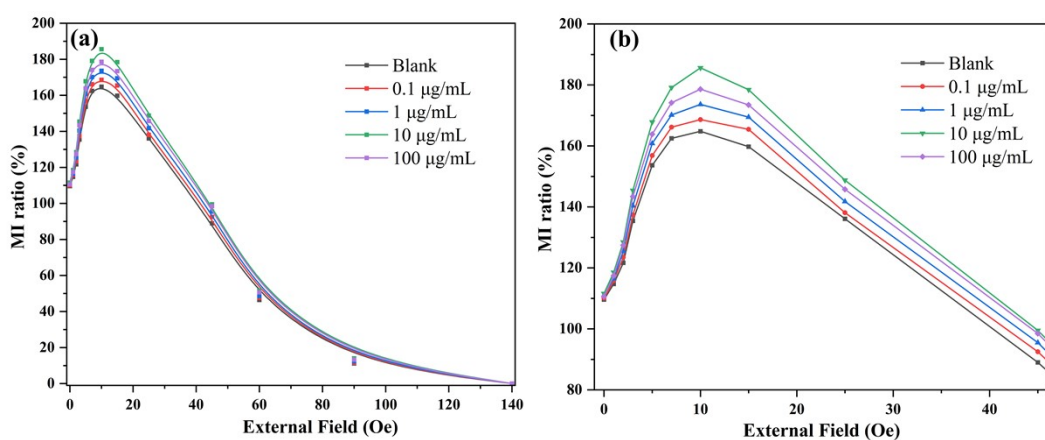 (a)
200
180
160
140
120
100
80
60
40
20
0
MI ratio (%)
0 20 40 60 80 100 120 140
External Field (Oe)
Blank
0.1 μg/mL
1 μg/mL
10 μg/mL
100 μg/mL
(b)
200
180
160
140
120
100
80
MI ratio (%)
0 10 20 30 40
External Field (Oe)
Blank
0.1 μg/mL
1 μg/mL
10 μg/mL
100 μg/mL